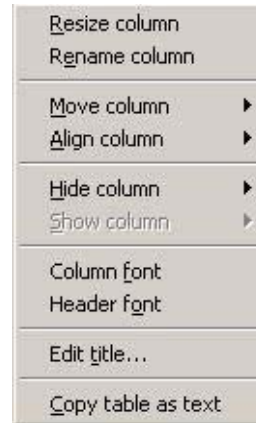 Resize column
Rename column
Move column
Align column
Hide column
Show column
Column font
Header font
Edit title...
Copy table as text